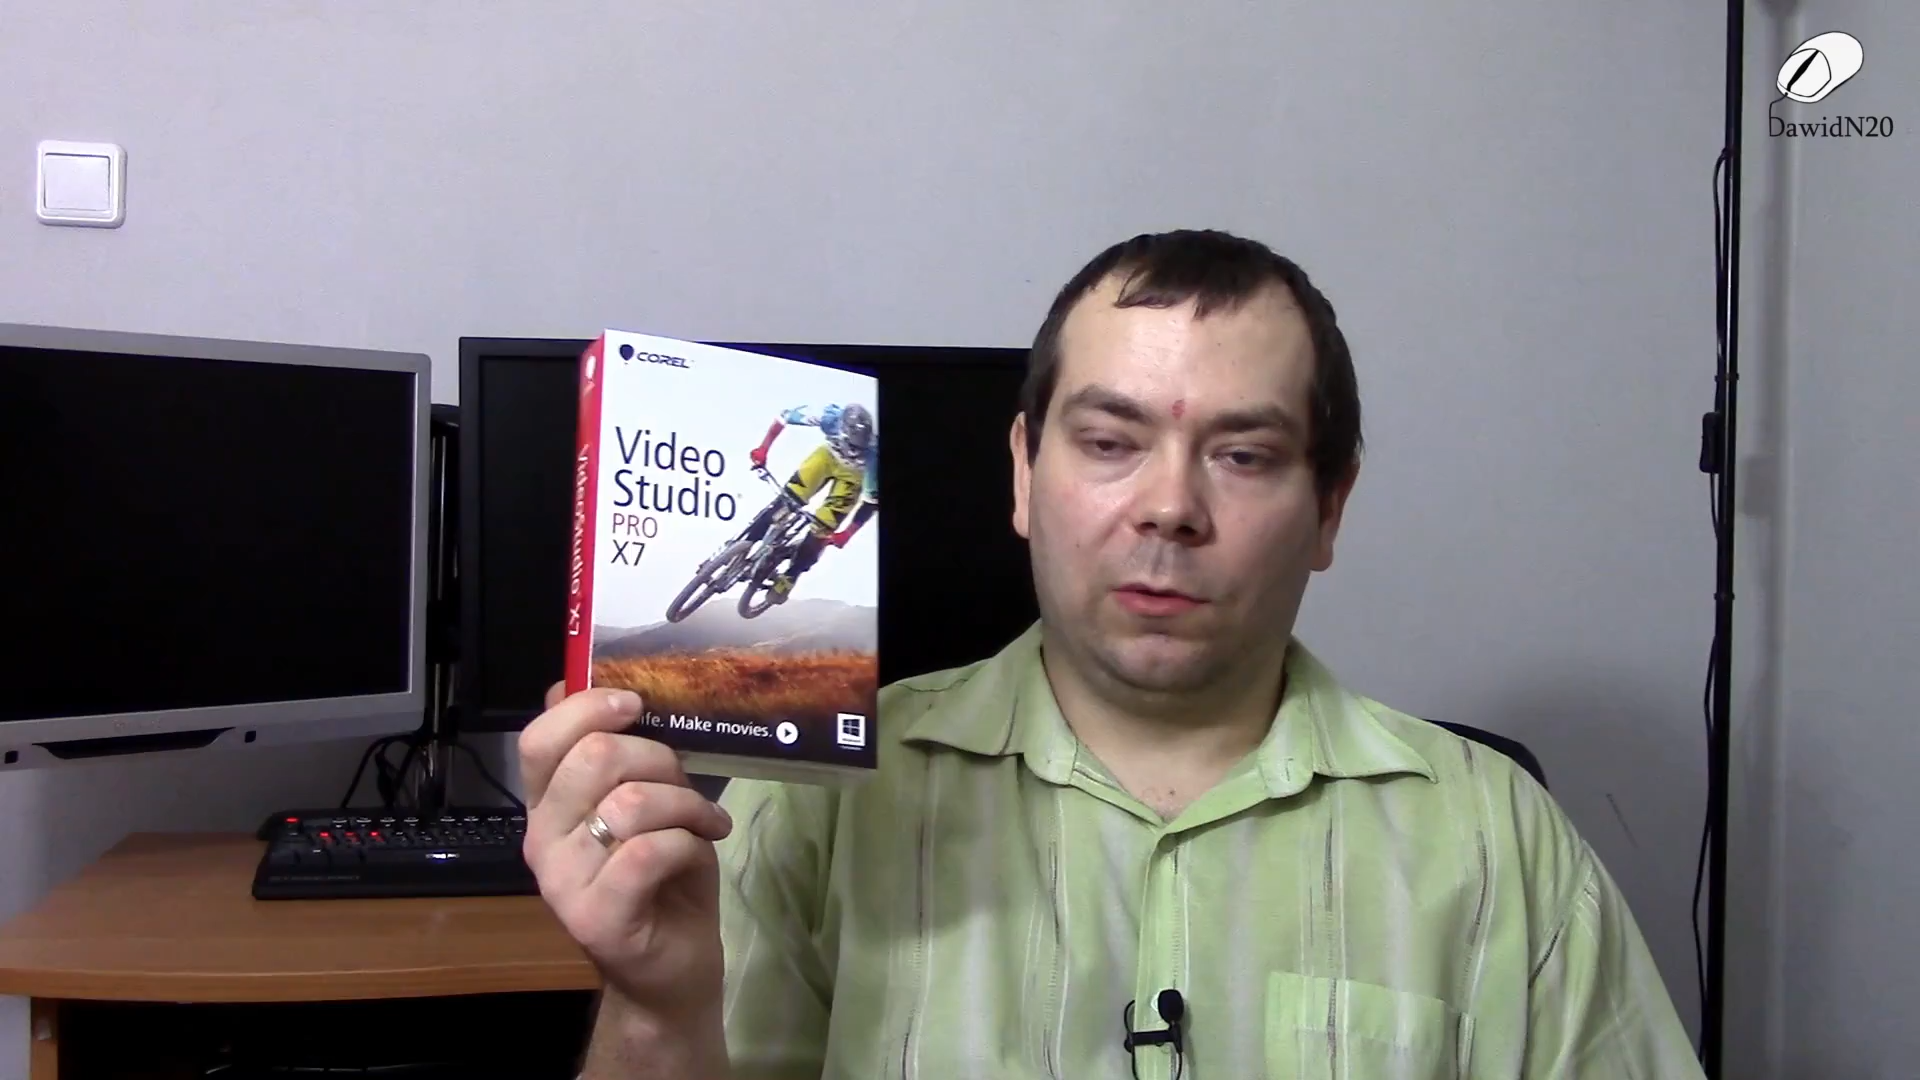 DawidN20
COREL
Video
Studio
PRO
X7
VideoStudio X7
life. Make movies.